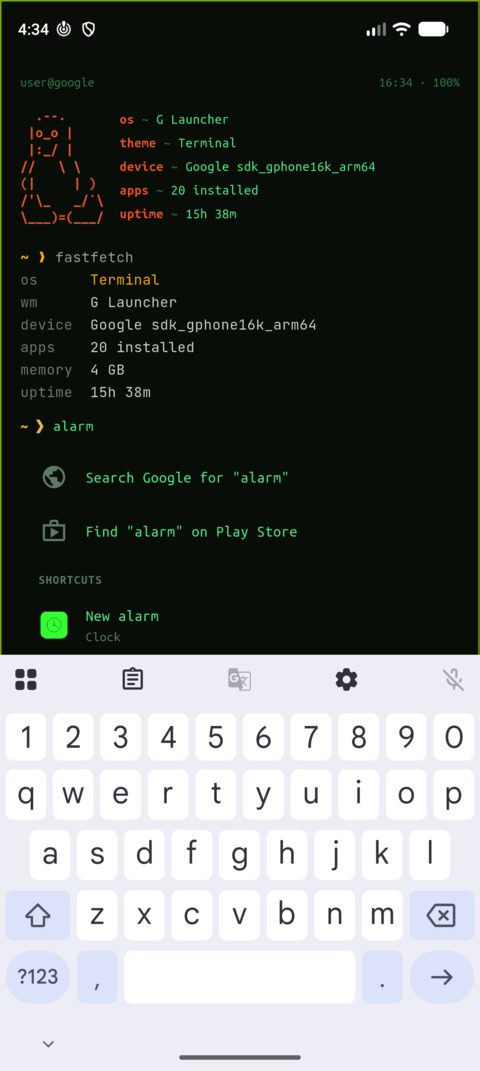 4:34
user@google 16:34 · 100%
.--.
|o_o |
|:_/ |
// \ \
(| | )
/'\_ _/`\
\___)=(___/
os ~ G Launcher
theme ~ Terminal
device ~ Google sdk_gphone16k_arm64
apps ~ 20 installed
uptime ~ 15h 38m
~ ❯ fastfetch
os Terminal
wm G Launcher
device Google sdk_gphone16k_arm64
apps 20 installed
memory 4 GB
uptime 15h 38m
~ ❯ alarm
Search Google for "alarm"
Find "alarm" on Play Store
SHORTCUTS
New alarm
Clock
1 2 3 4 5 6 7 8 9 0
q w e r t y u i o p
a s d f g h j k l
z x c v b n m
?123 , .